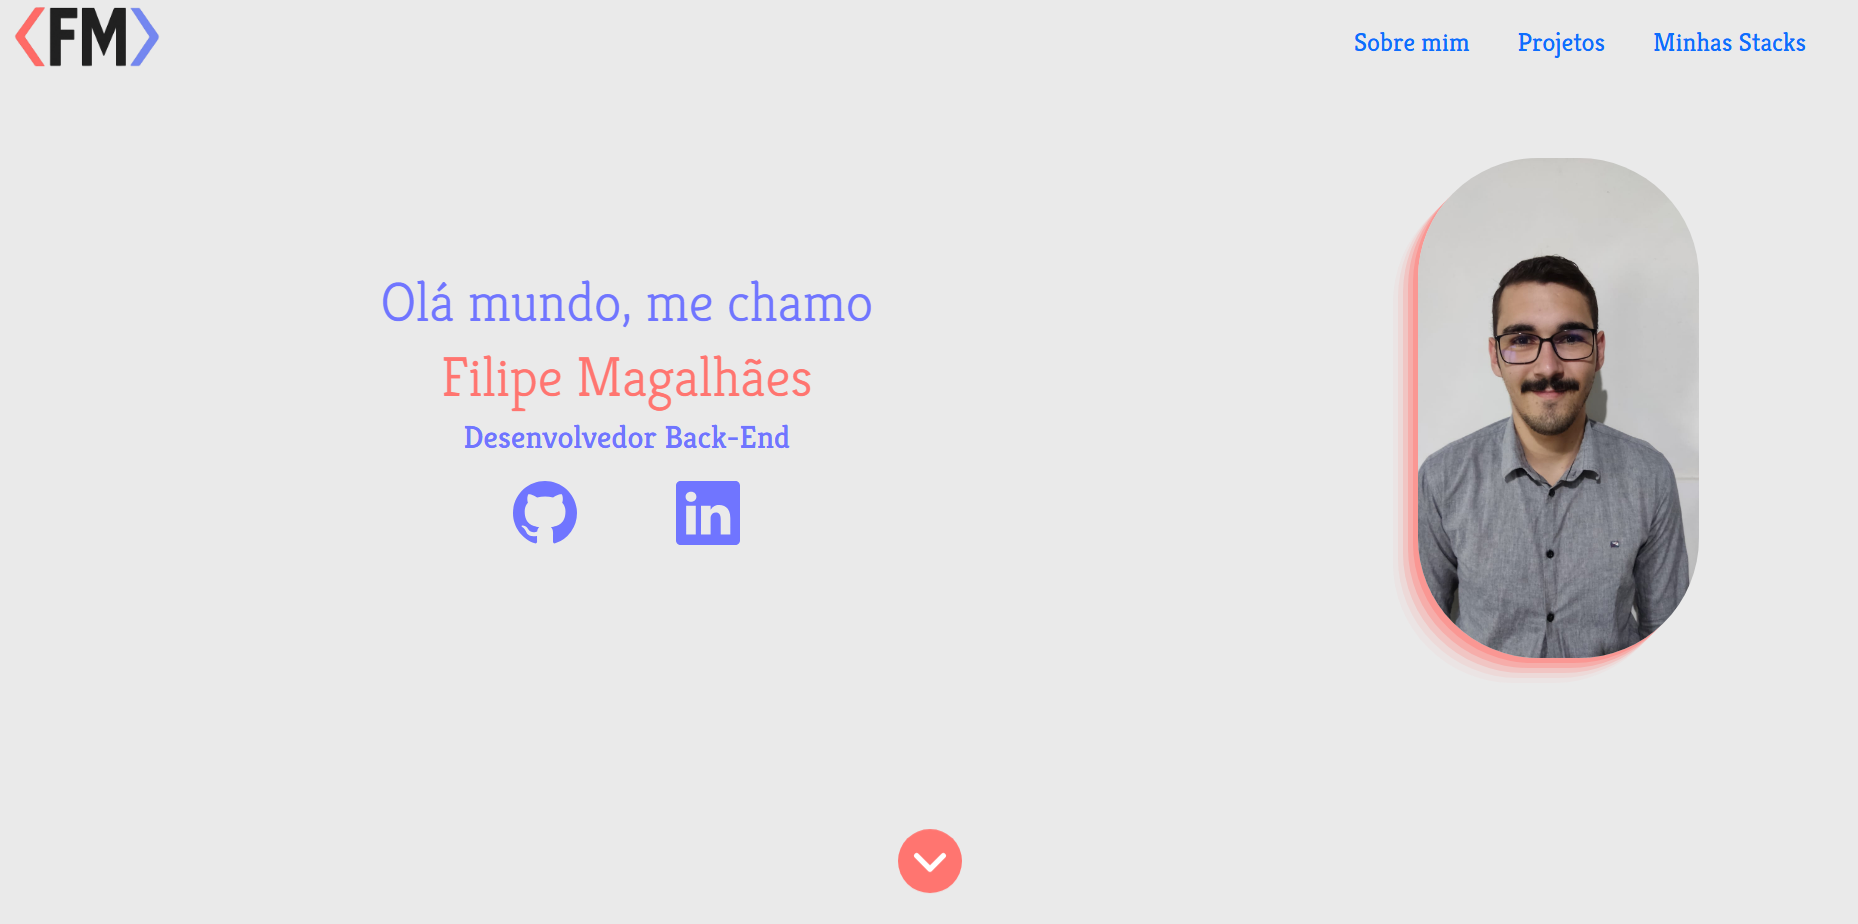 <FM>
Sobre mim Projetos Minhas Stacks
Olá mundo, me chamo
Filipe Magalhães
Desenvolvedor Back-End
in